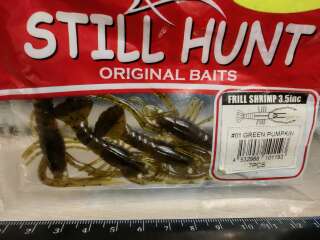 STILL HUNT
ORIGINAL BAITS
FRILL SHRIMP 3.5inc
#01 GREEN PUMPKIN
7PCS